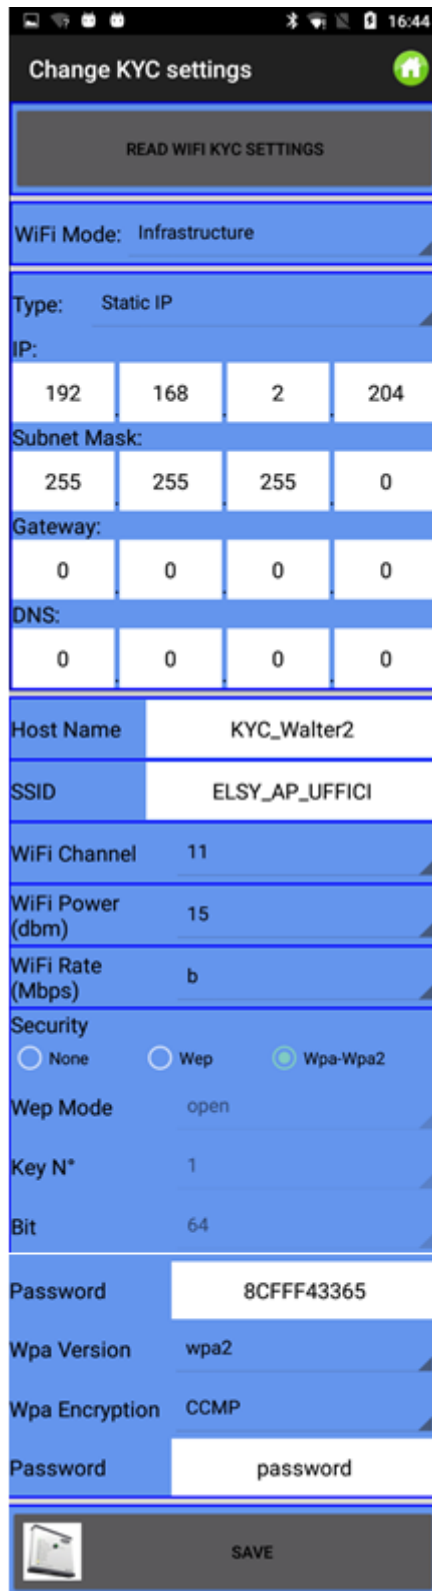 16:44
Change KYC settings
READ WIFI KYC SETTINGS
WiFi Mode: Infrastructure
Type: Static IP
IP:
192 . 168 . 2 . 204
Subnet Mask:
255 . 255 . 255 . 0
Gateway:
0 . 0 . 0 . 0
DNS:
0 . 0 . 0 . 0
Host Name KYC_Walter2
SSID ELSY_AP_UFFICI
WiFi Channel 11
WiFi Power
(dbm) 15
WiFi Rate
(Mbps) b
Security
None Wep Wpa-Wpa2
Wep Mode open
Key N° 1
Bit 64
Password 8CFFF43365
Wpa Version wpa2
Wpa Encryption CCMP
Password password
SAVE